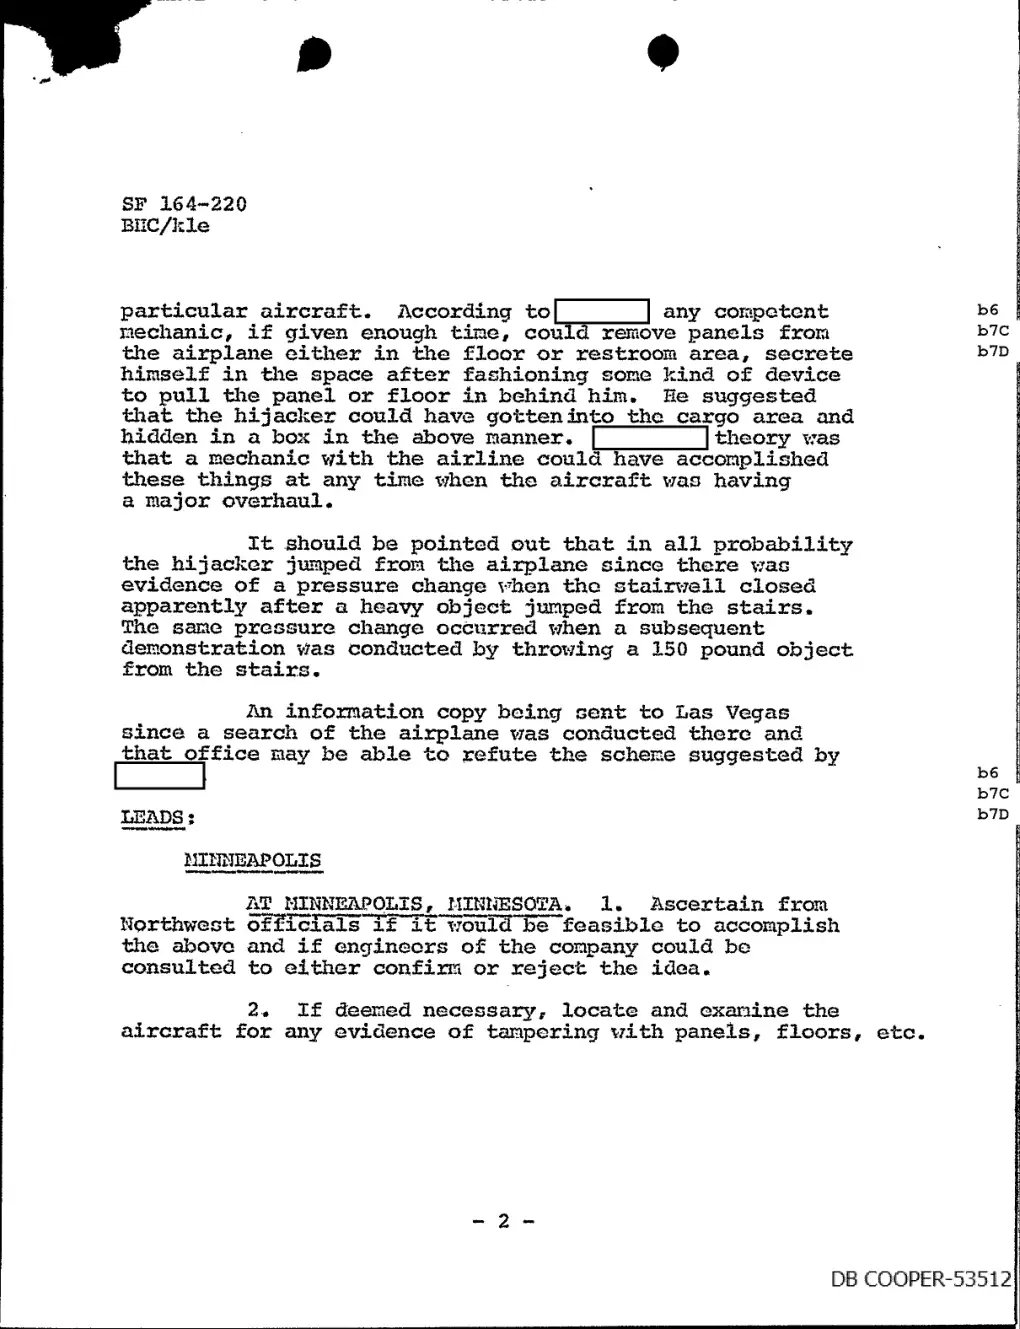 SF 164-220
BHC/kle
particular aircraft. According to any competent
mechanic, if given enough time, could remove panels from
the airplane either in the floor or restroom area, secrete
himself in the space after fashioning some kind of device
to pull the panel or floor in behind him. He suggested
that the hijacker could have gotten into the cargo area and
hidden in a box in the above manner. theory was
that a mechanic with the airline could have accomplished
these things at any time when the aircraft was having
a major overhaul.
b6
b7C
b7D
It should be pointed out that in all probability
the hijacker jumped from the airplane since there was
evidence of a pressure change when the stairwell closed
apparently after a heavy object jumped from the stairs.
The same pressure change occurred when a subsequent
demonstration was conducted by throwing a 150 pound object
from the stairs.
An information copy being sent to Las Vegas
since a search of the airplane was conducted there and
that office may be able to refute the scheme suggested by
b6
b7C
b7D
LEADS:
MINNEAPOLIS
AT MINNEAPOLIS, MINNESOTA. 1. Ascertain from
Northwest officials if it would be feasible to accomplish
the above and if engineers of the company could be
consulted to either confirm or reject the idea.
2. If deemed necessary, locate and examine the
aircraft for any evidence of tampering with panels, floors, etc.
- 2 -
DB COOPER-53512